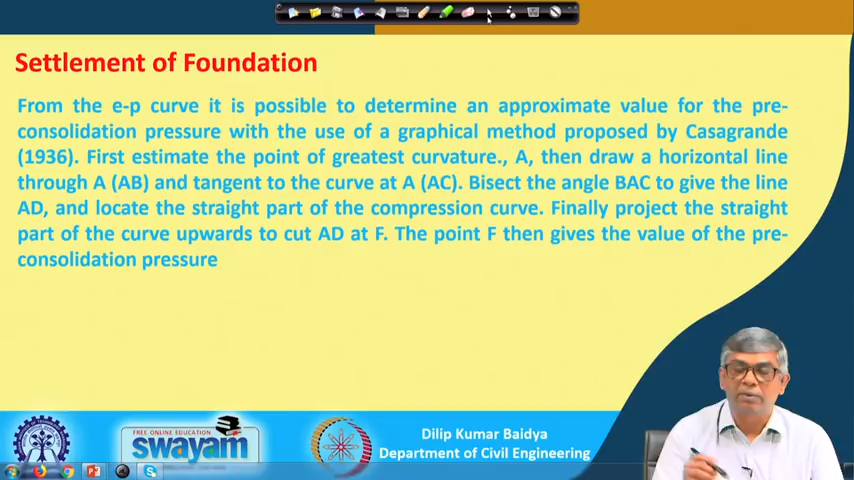 Settlement of Foundation
From the e-p curve it is possible to determine an approximate value for the pre-
consolidation pressure with the use of a graphical method proposed by Casagrande
(1936). First estimate the point of greatest curvature., A, then draw a horizontal line
through A (AB) and tangent to the curve at A (AC). Bisect the angle BAC to give the line
AD, and locate the straight part of the compression curve. Finally project the straight
part of the curve upwards to cut AD at F. The point F then gives the value of the pre-
consolidation pressure
FREE ONLINE EDUCATION
swayam
Dilip Kumar Baidya
Department of Civil Engineering